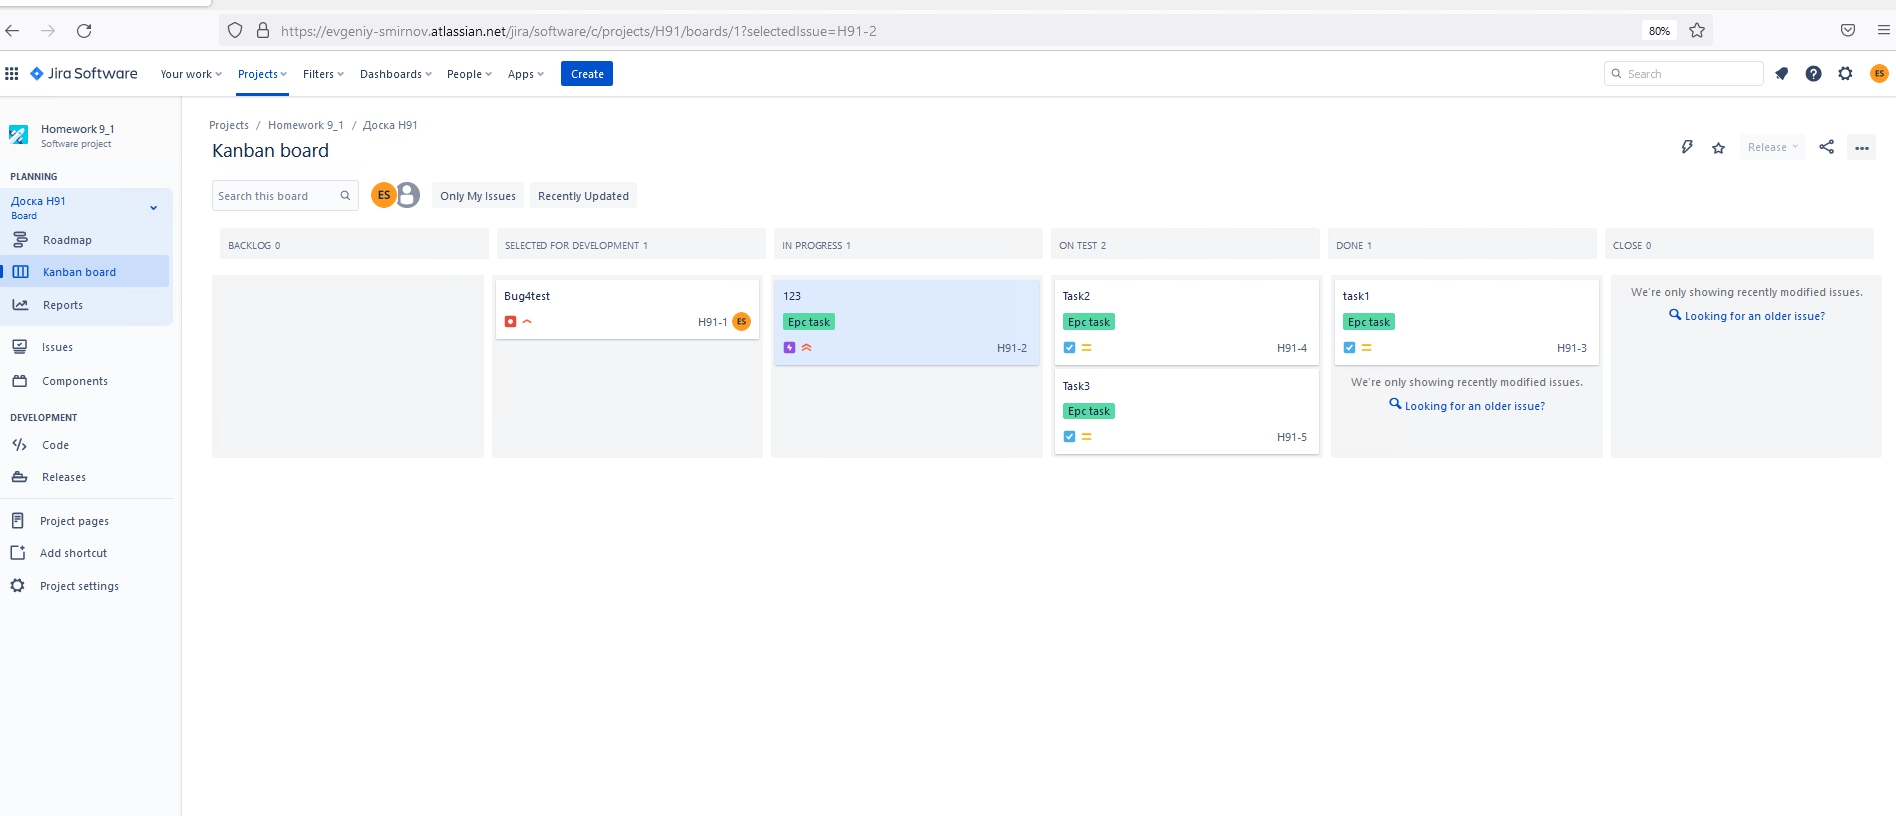 https://evgeniy-smirnov.atlassian.net/jira/software/c/projects/H91/boards/1?selectedIssue=H91-2
80%
Jira Software
Your work
Projects
Filters
Dashboards
People
Apps
Create
Search
ES
Homework 9_1
Software project
PLANNING
Доска H91
Board
Roadmap
Kanban board
Reports
Issues
Components
DEVELOPMENT
Code
Releases
Project pages
Add shortcut
Project settings
Projects / Homework 9_1 / Доска H91
Kanban board
Release
Search this board
ES
Only My Issues
Recently Updated
BACKLOG 0
SELECTED FOR DEVELOPMENT 1
Bug4test
H91-1
ES
IN PROGRESS 1
123
Epc task
H91-2
ON TEST 2
Task2
Epc task
H91-4
Task3
Epc task
H91-5
DONE 1
task1
Epc task
H91-3
We're only showing recently modified issues.
Looking for an older issue?
CLOSE 0
We're only showing recently modified issues.
Looking for an older issue?